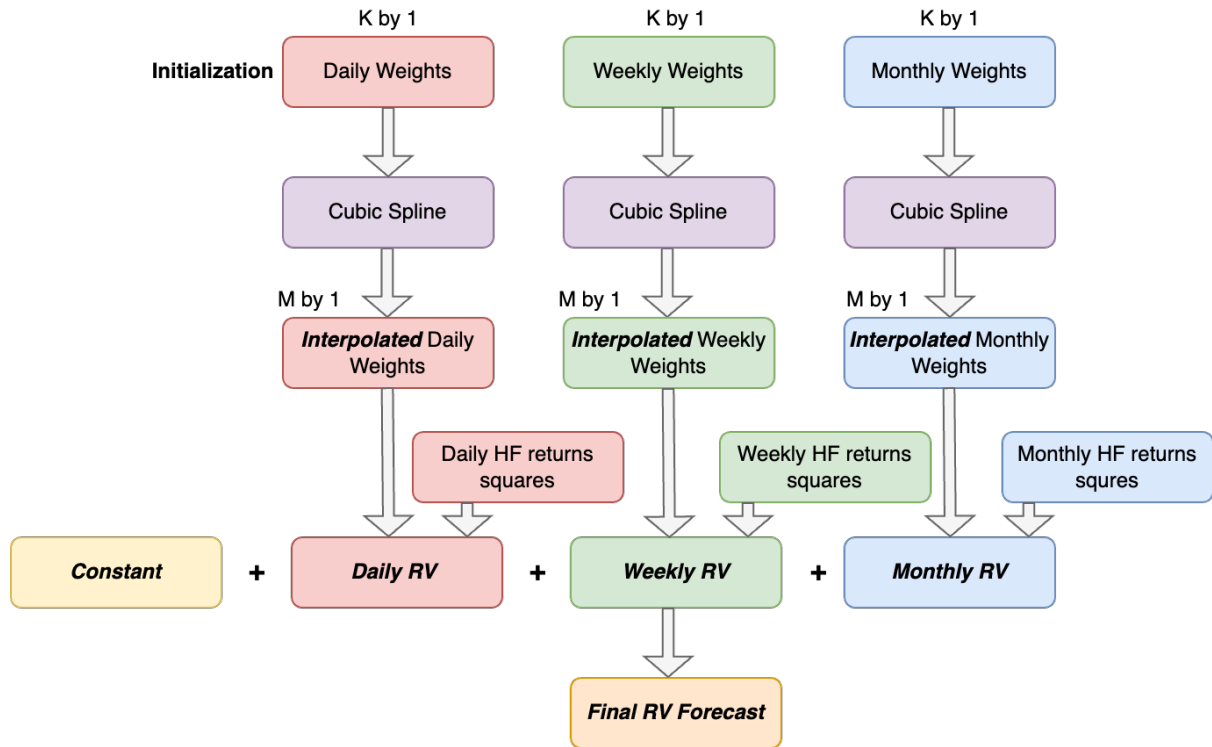 K by 1
K by 1
K by 1
Initialization
Daily Weights
Weekly Weights
Monthly Weights
Cubic Spline
Cubic Spline
Cubic Spline
M by 1
M by 1
M by 1
Interpolated Daily
Weights
Interpolated Weekly
Weights
Interpolated Monthly
Weights
Daily HF returns
squares
Weekly HF returns
squares
Monthly HF returns
squres
Constant
+
Daily RV
+
Weekly RV
+
Monthly RV
Final RV Forecast